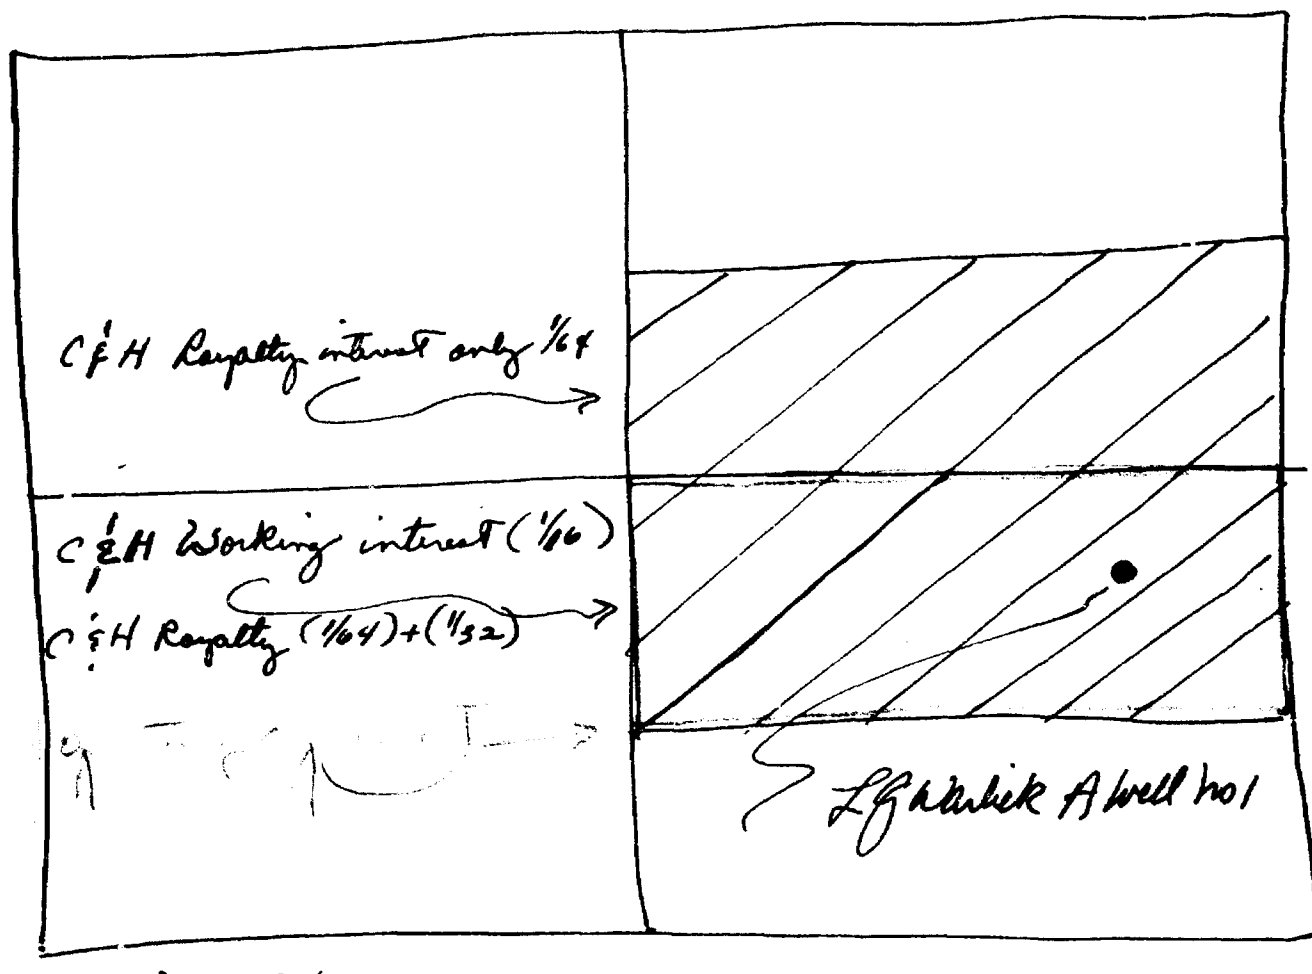 C & H Royalty interest only 1/64
C & H Working interest (1/16)
C & H Royalty (1/64)+(1/32)
L G Warlick A Well No 1